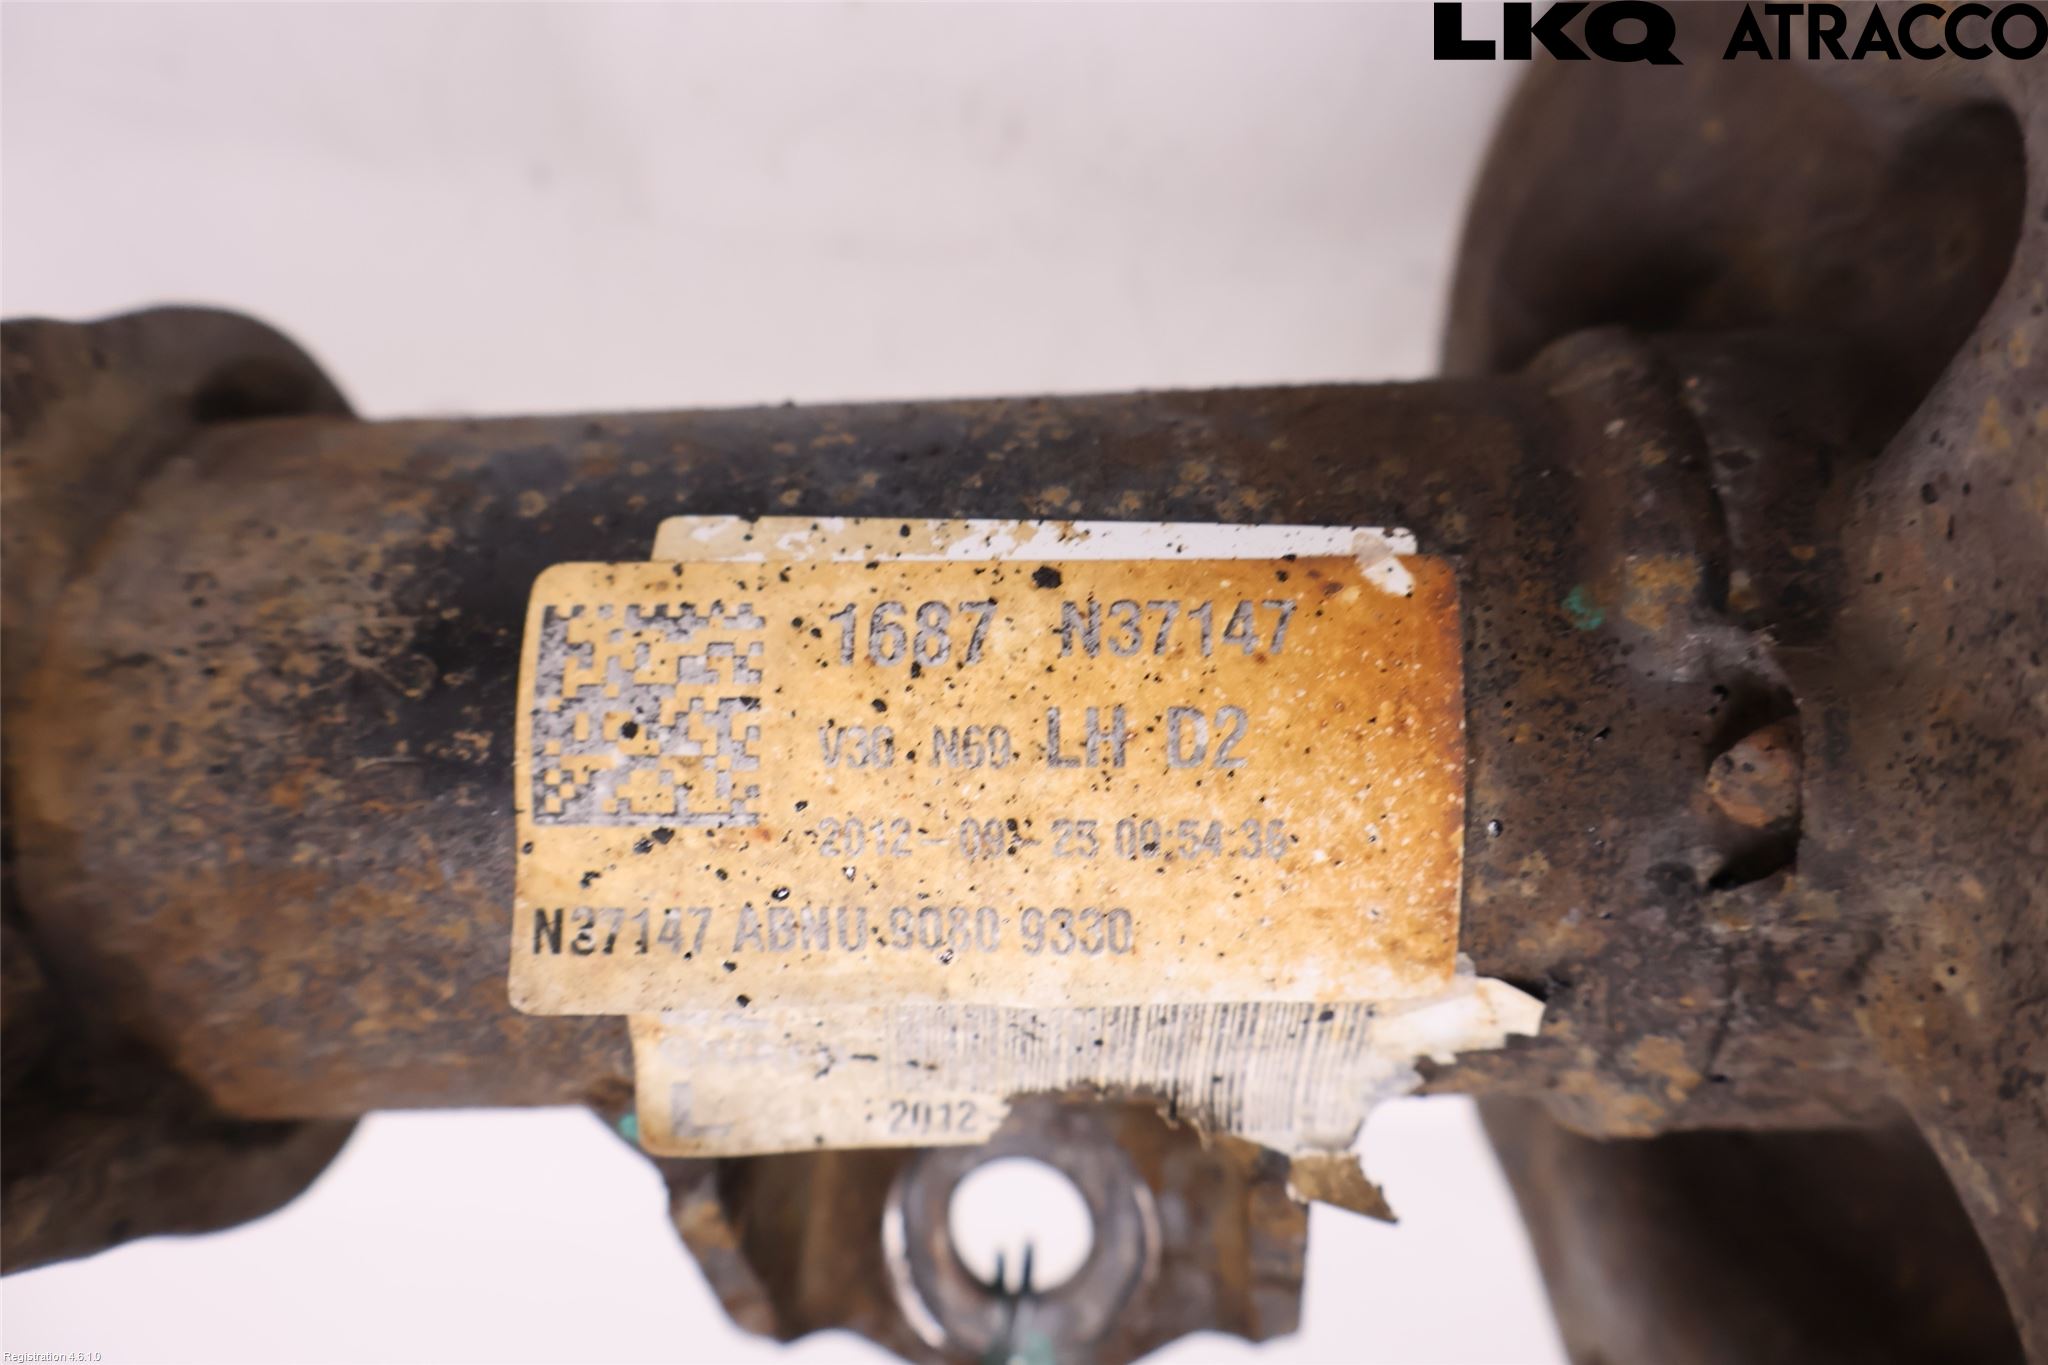 LKQ ATRACCO
1687 N37147
V30 N60 LH D2
2012-09-25 00:54:36
N37147 ABNU 9080 9330
L
2012
Registration 4.6.1.0